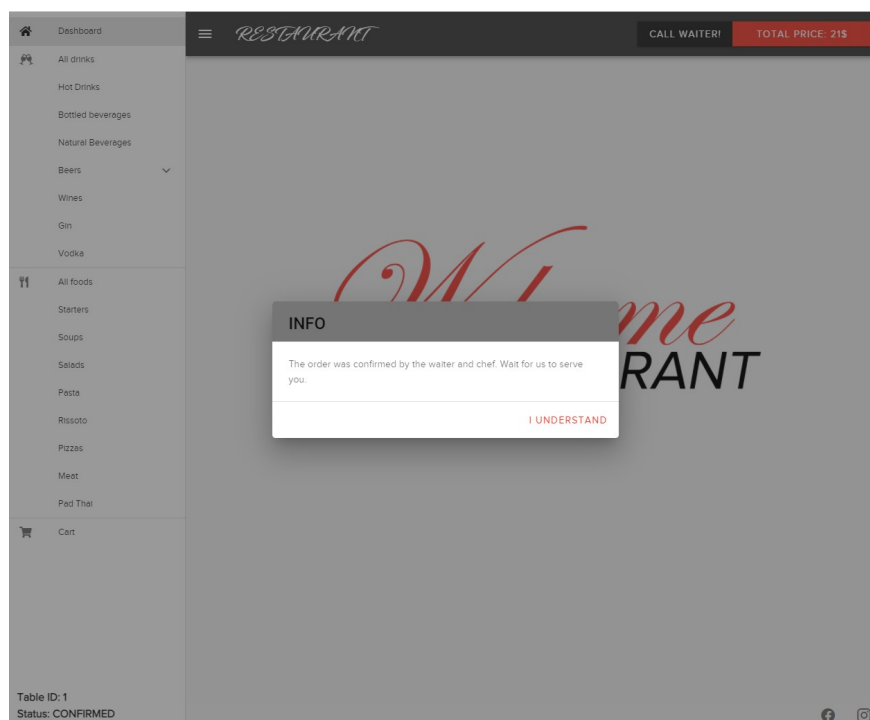 Dashboard
All drinks
Hot Drinks
Bottled beverages
Natural Beverages
Beers
Wines
Gin
Vodka
All foods
Starters
Soups
Salads
Pasta
Rissoto
Pizzas
Meat
Pad Thai
Cart
Table ID: 1
Status: CONFIRMED
RESTAURANT
CALL WAITER!
TOTAL PRICE: 21$
INFO
The order was confirmed by the waiter and chef. Wait for us to serve
you.
I UNDERSTAND